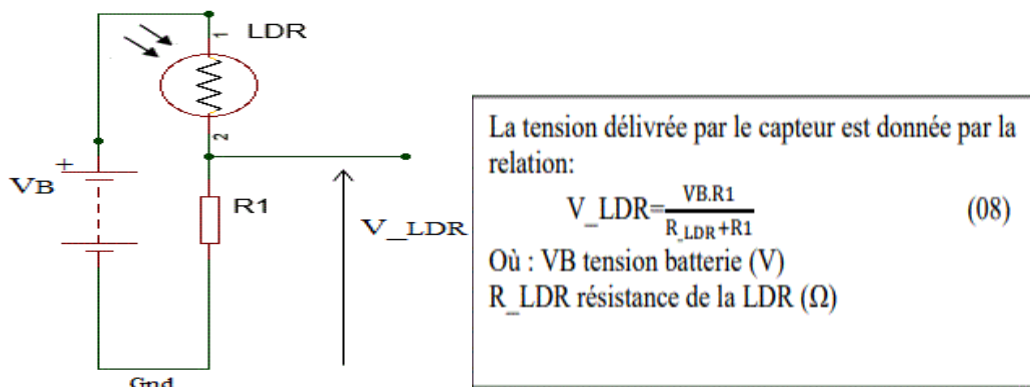 LDR
1
2
+
VB
R1
V_LDR
Gnd
La tension délivrée par le capteur est donnée par la
relation:
V_LDR=VB.R1/R_LDR+R1 (08)
Où : VB tension batterie (V)
R_LDR résistance de la LDR (Ω)